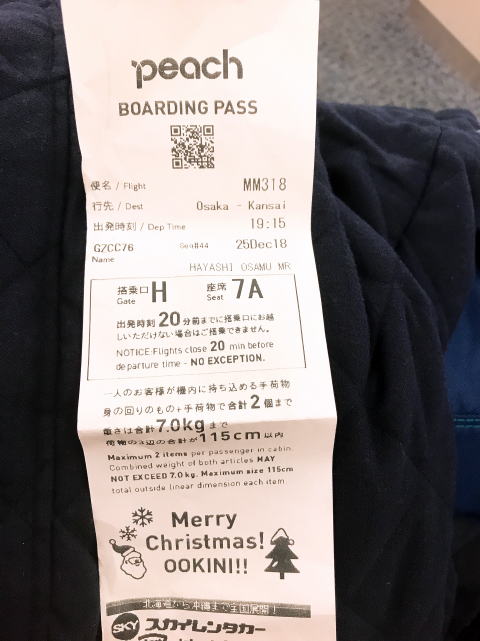 peach
BOARDING PASS
便名 / Flight MM318
行先 / Dest Osaka - Kansai
出発時刻 / Dep Time 19:15
GZCC76 Seq#44 25Dec18
Name
HAYASHI OSAMU MR
搭乗口 H 座席 7A
Gate Seat
出発時刻20分前までに搭乗口にお越
しいただけない場合はご搭乗できません。
NOTICE:Flights close 20 min before
departure time - NO EXCEPTION.
一人のお客様が機内に持ち込める手荷物
身の回りのもの+手荷物で合計2個まで
重さは合計7.0kgまで
荷物の3辺の合計が115cm以内
Maximum 2 items per passenger in cabin.
Combined weight of both articles MAY
NOT EXCEED 7.0kg. Maximum size 115cm
total outside linear dimension each item
Merry
Christmas!
OOKINI!!
北海道から沖縄まで全国展開!
SKY スカイレンタカー